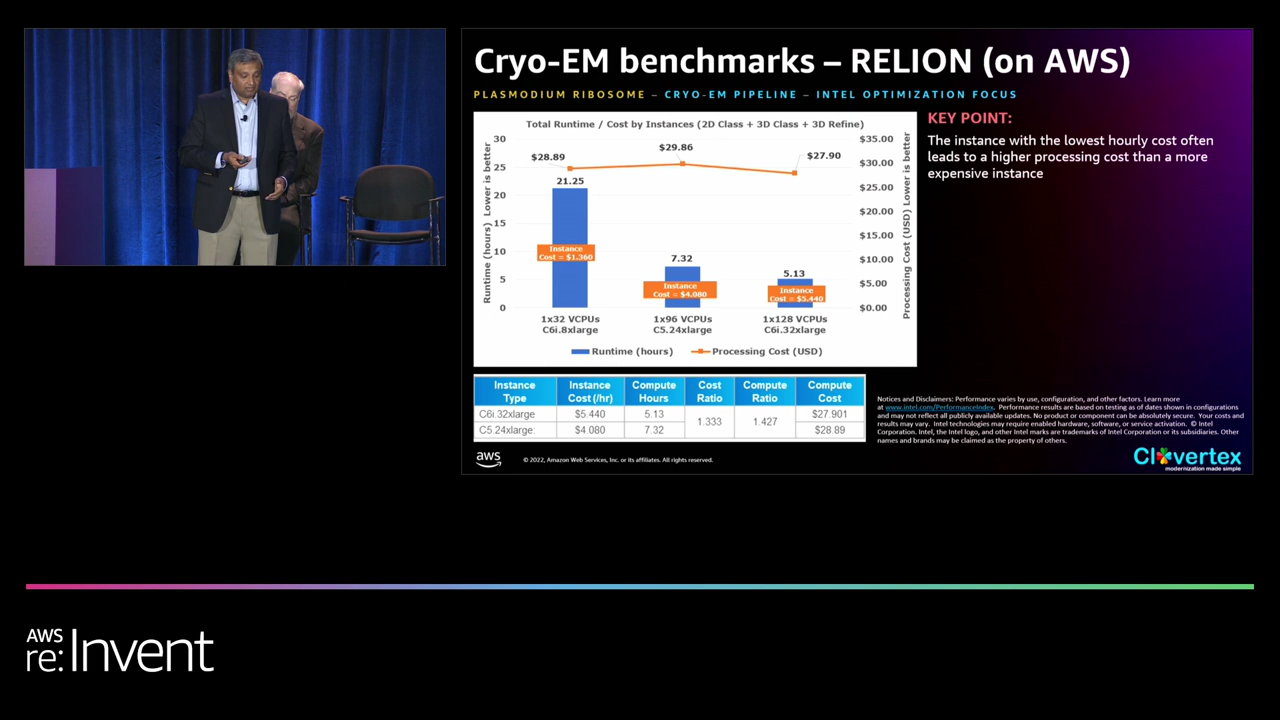 Cryo-EM benchmarks – RELION (on AWS)
PLASMODIUM RIBOSOME – CRYO-EM PIPELINE – INTEL OPTIMIZATION FOCUS
Total Runtime / Cost by Instances (2D Class + 3D Class + 3D Refine)
Runtime (hours) Lower is better
30
25
20
15
10
5
0
$28.89
$29.86
$27.90
21.25
7.32
5.13
Instance
Cost = $1.360
Instance
Cost = $4.080
Instance
Cost = $5.440
$35.00
$30.00
$25.00
$20.00
$15.00
$10.00
$5.00
$0.00
Processing Cost (USD) Lower is better
1x32 VCPUs
C6i.8xlarge
1x96 VCPUs
C5.24xlarge
1x128 VCPUs
C6i.32xlarge
Runtime (hours)
Processing Cost (USD)
KEY POINT:
The instance with the lowest hourly cost often
leads to a higher processing cost than a more
expensive instance
Instance Type Instance Cost (/hr) Compute Hours Cost Ratio Compute Ratio Compute Cost
C6i.32xlarge $5.440 5.13 1.333 1.427 $27.901
C5.24xlarge: $4.080 7.32 $28.89
Notices and Disclaimers: Performance varies by use, configuration, and other factors. Learn more
at www.intel.com/PerformanceIndex. Performance results are based on testing as of dates shown in configurations
and may not reflect all publicly available updates. No product or component can be absolutely secure. Your costs and
results may vary. Intel technologies may require enabled hardware, software, or service activation. © Intel
Corporation. Intel, the Intel logo, and other Intel marks are trademarks of Intel Corporation or its subsidiaries. Other
names and brands may be claimed as the property of others.
aws
© 2022, Amazon Web Services, Inc. or its affiliates. All rights reserved.
Clovertex
modernization made simple
AWS
re:Invent